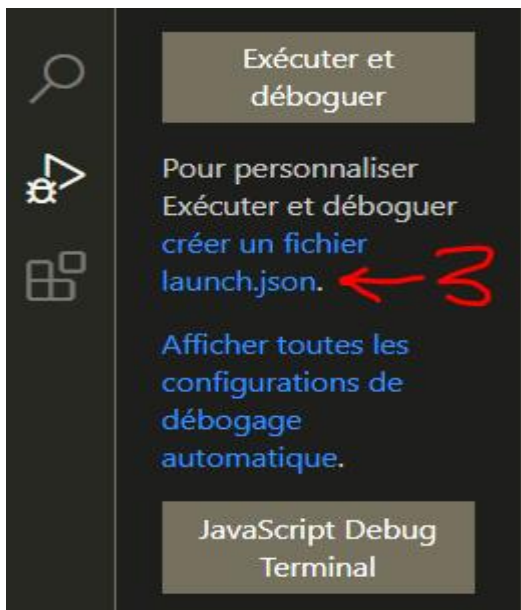 Exécuter et
déboguer
Pour personnaliser
Exécuter et déboguer
créer un fichier
launch.json.
3
Afficher toutes les
configurations de
débogage
automatique.
JavaScript Debug
Terminal